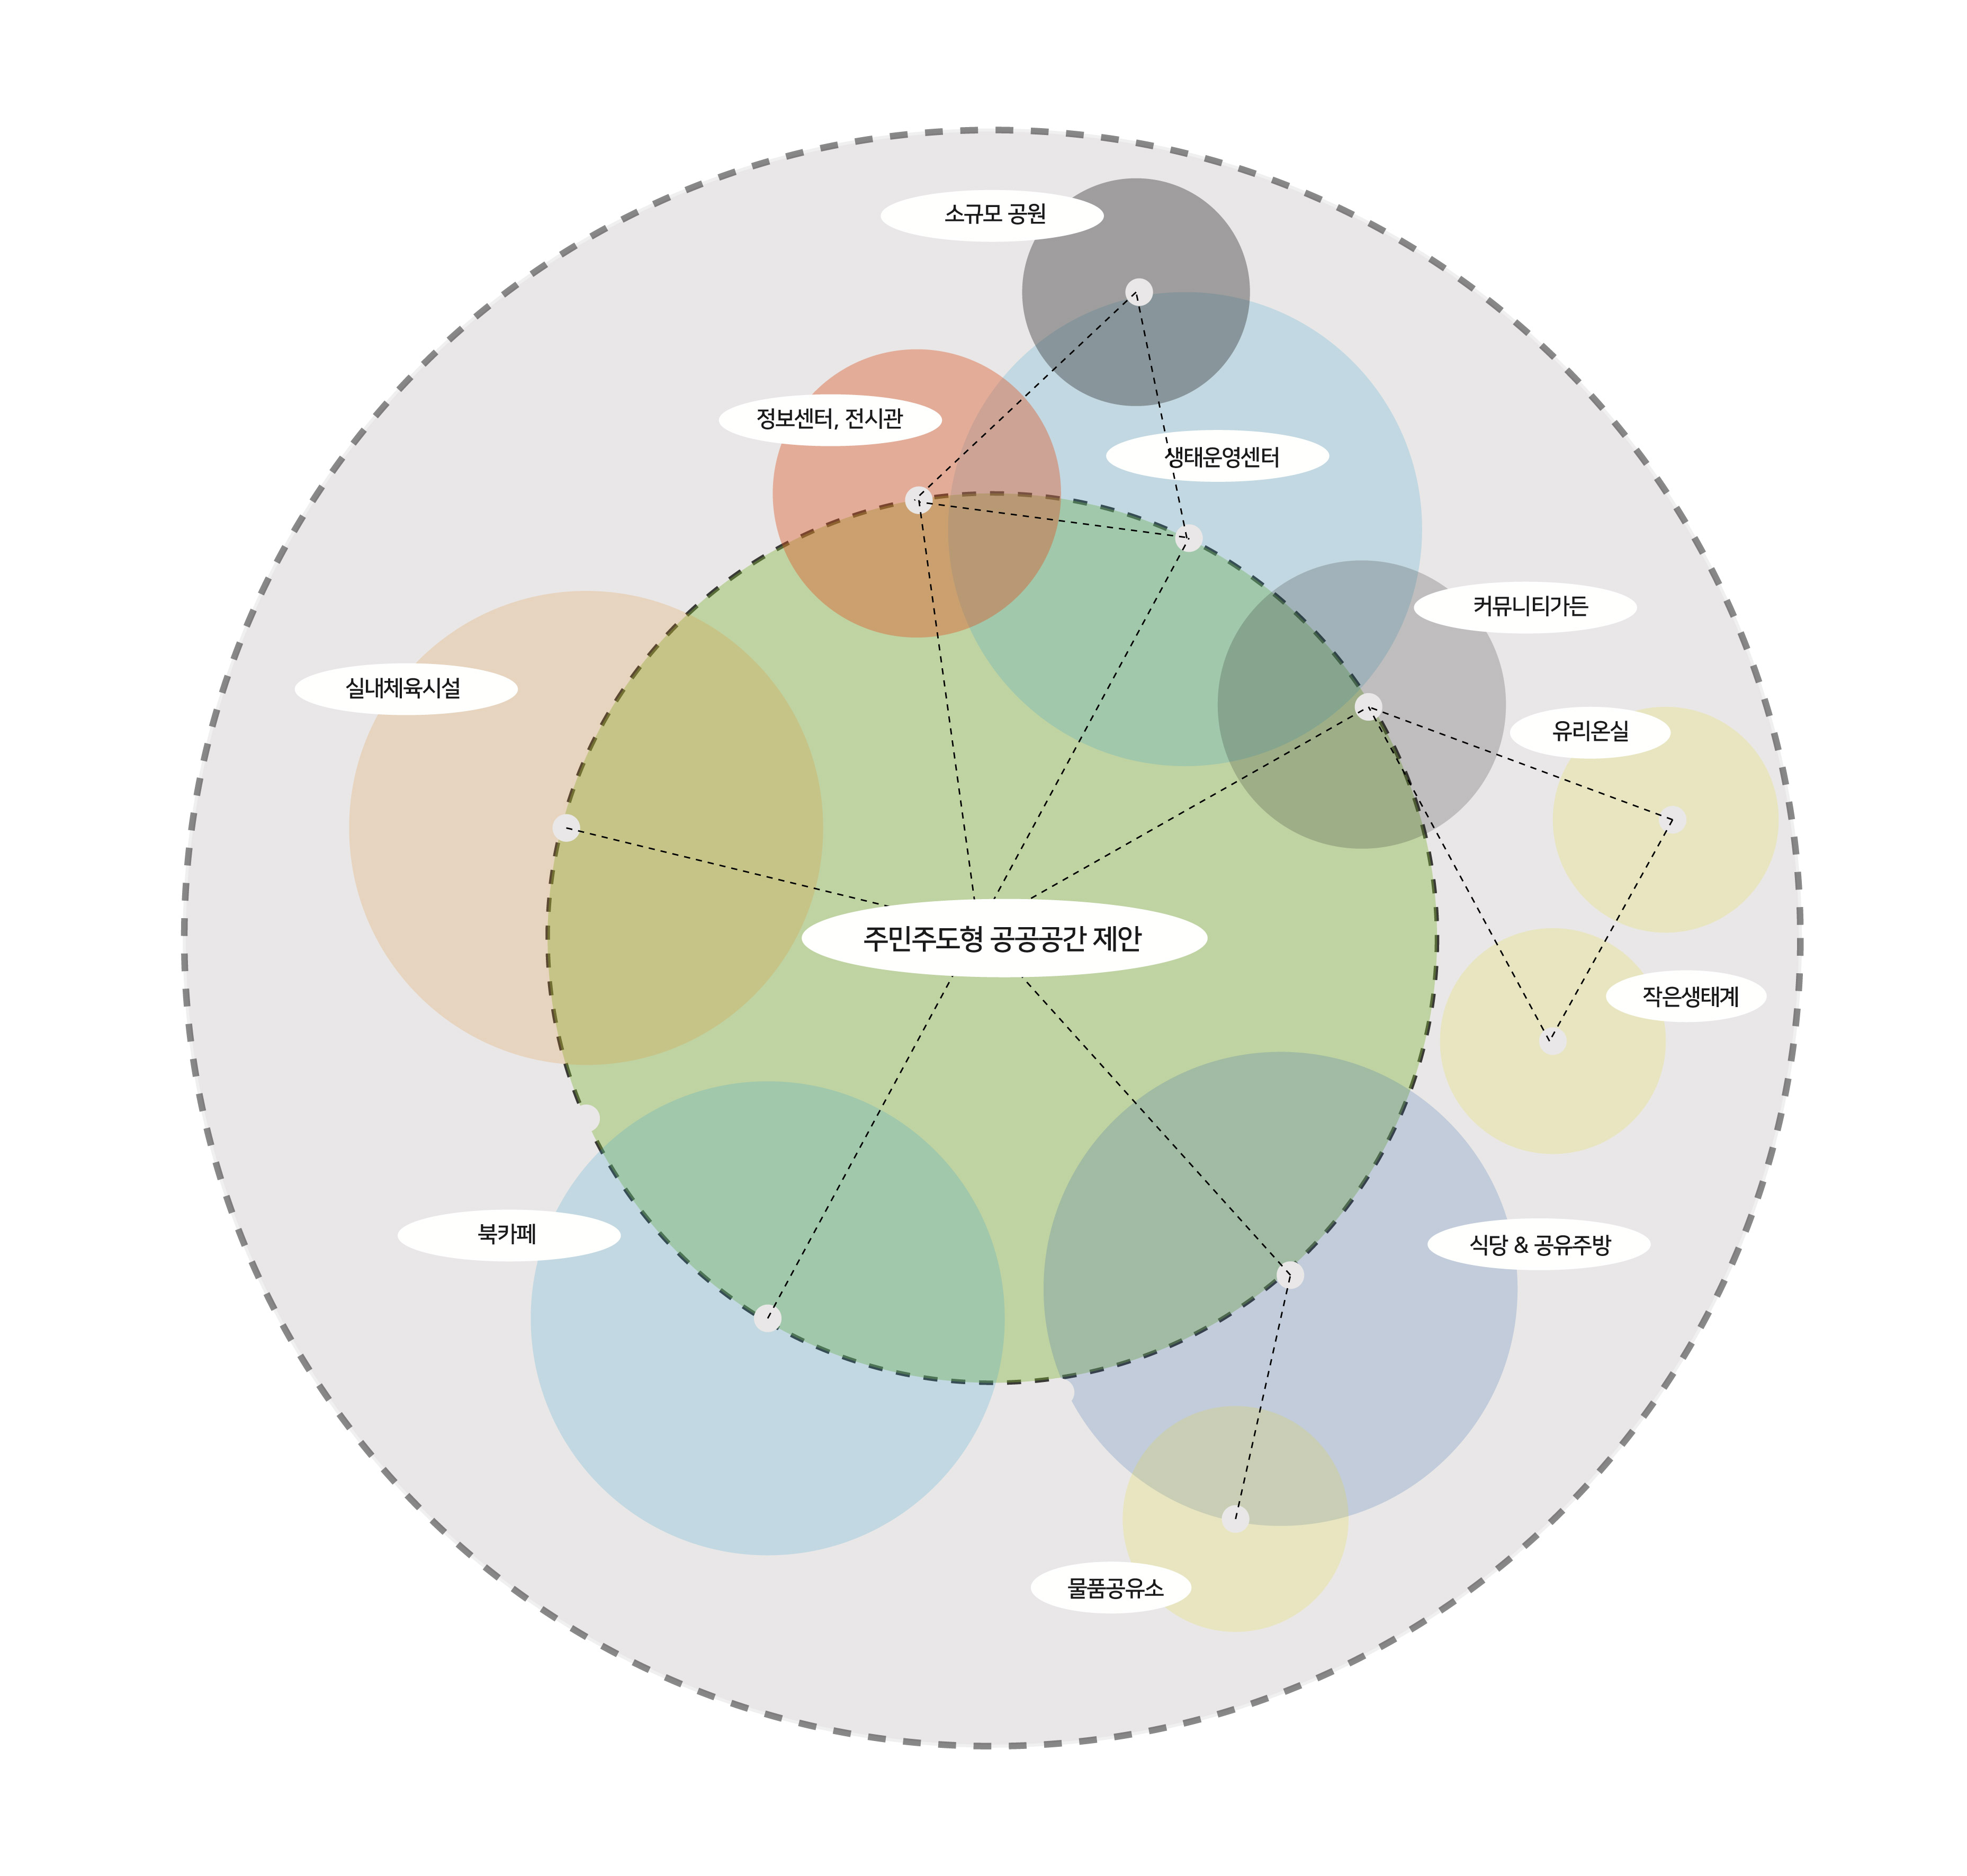 소규모 공원
정보센터, 전시관
생태운영센터
커뮤니티가든
실내체육시설
유리온실
주민주도형 공공공간 제안
작은생태계
북카페
식당 & 공유주방
물품공유소